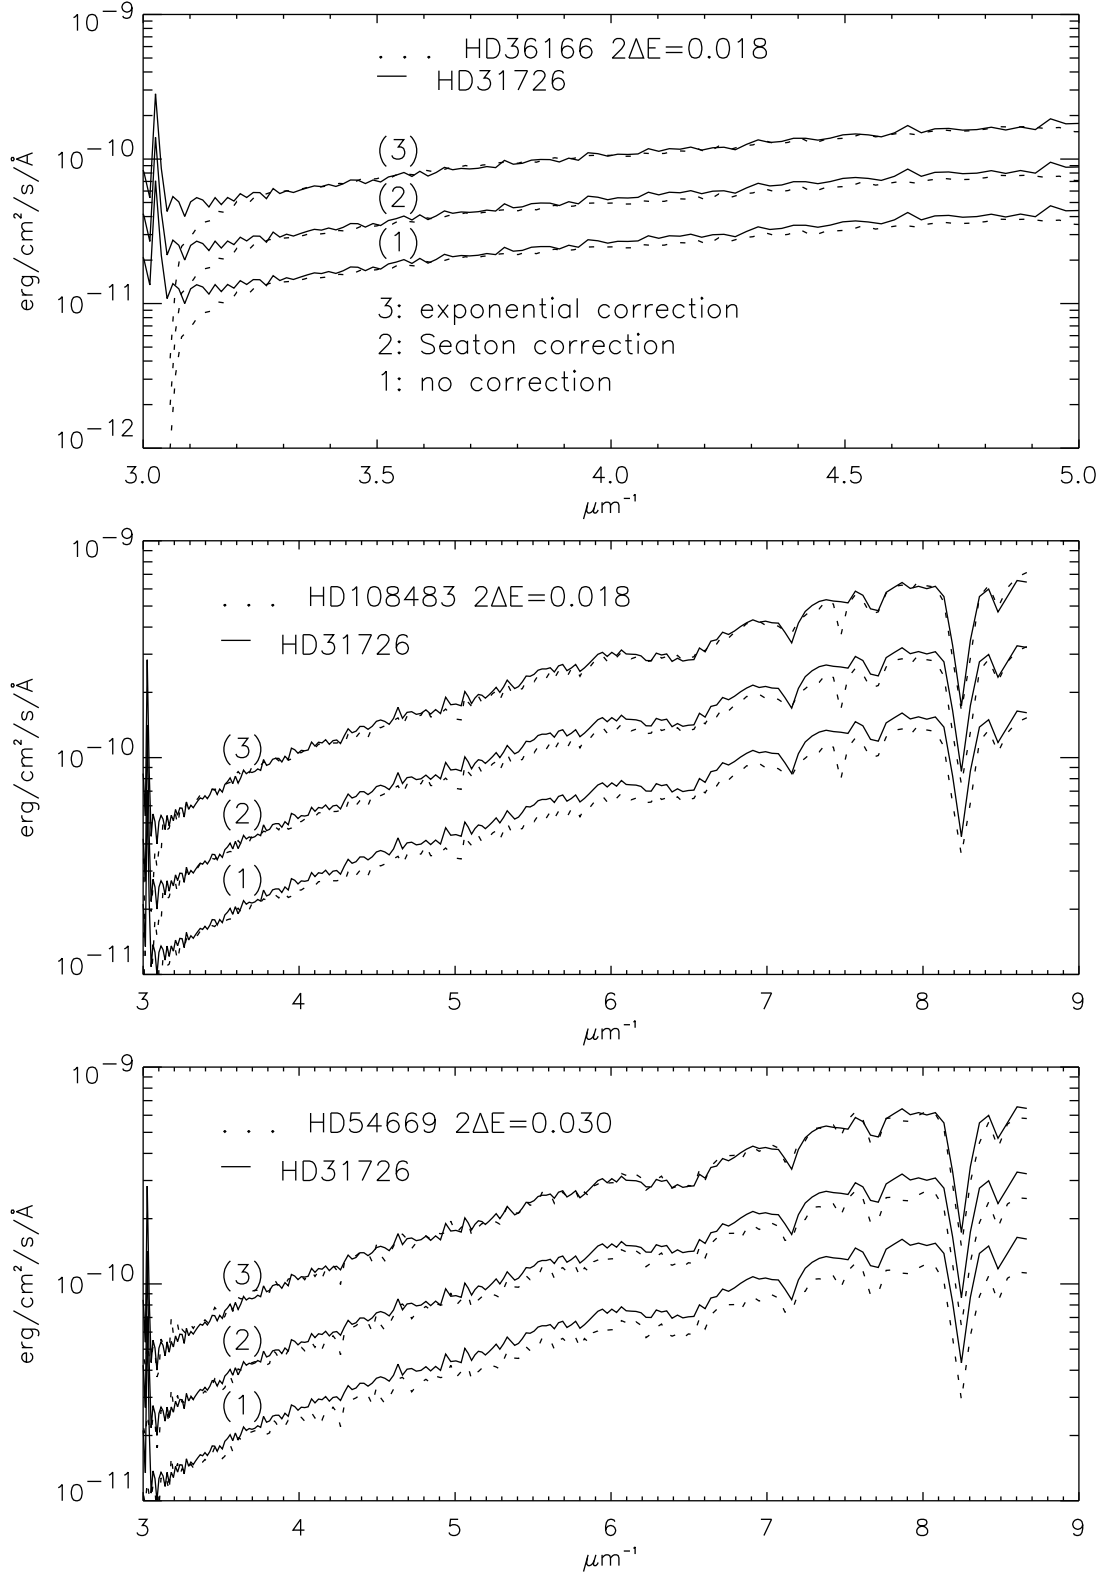 10⁻⁹
. . . HD36166 2ΔE=0.018
HD31726
10⁻¹⁰
(3)
(2)
(1)
10⁻¹¹
3: exponential correction
2: Seaton correction
1: no correction
10⁻¹²
erg/cm²/s/Å
3.0 3.5 4.0 4.5 5.0
μm⁻¹
10⁻⁹
. . . HD108483 2ΔE=0.018
HD31726
10⁻¹⁰
(3)
(2)
(1)
10⁻¹¹
erg/cm²/s/Å
3 4 5 6 7 8 9
μm⁻¹
10⁻⁹
. . . HD54669 2ΔE=0.030
HD31726
10⁻¹⁰
(3)
(2)
(1)
10⁻¹¹
erg/cm²/s/Å
3 4 5 6 7 8 9
μm⁻¹